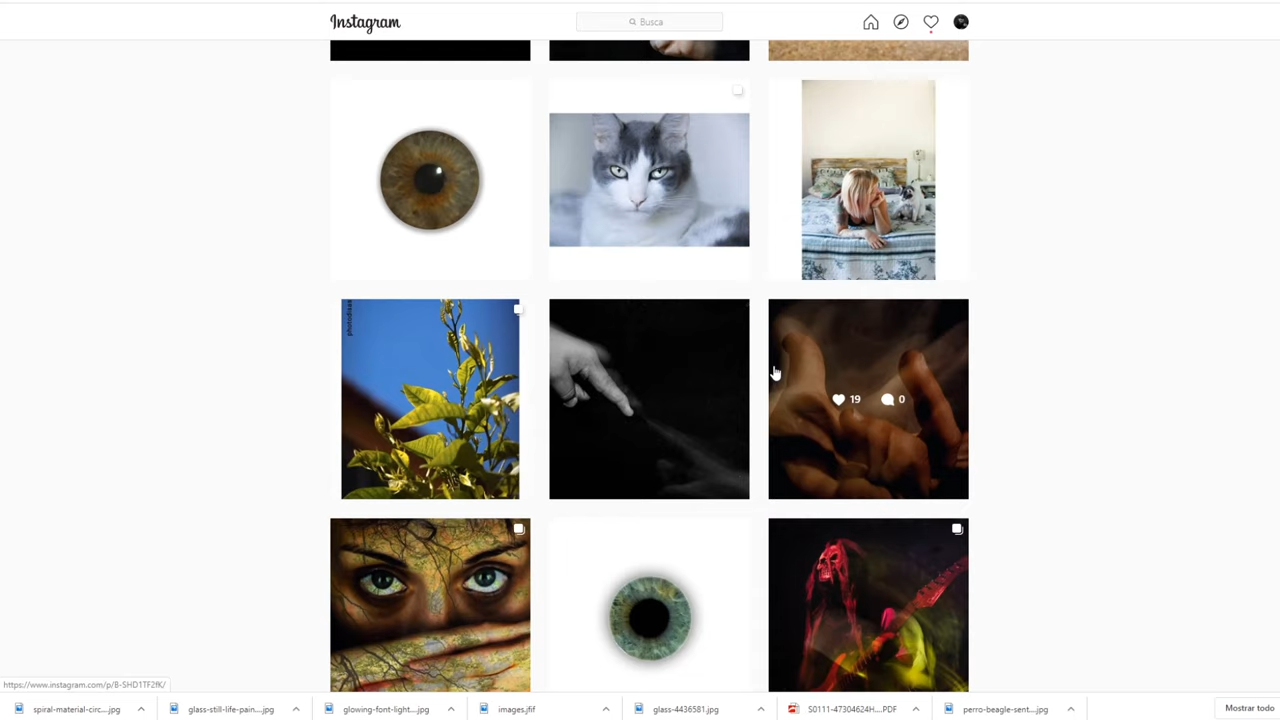 Instagram
Busca
photodisea
19
0
https://www.instagram.com/p/B-SHD1TF2fK/
spiral-material-circ....jpg
glass-still-life-pain....jpg
glowing-font-light....jpg
images.jfif
glass-4436581.jpg
S0111-47304624H....PDF
perro-beagle-sent....jpg
Mostrar todo